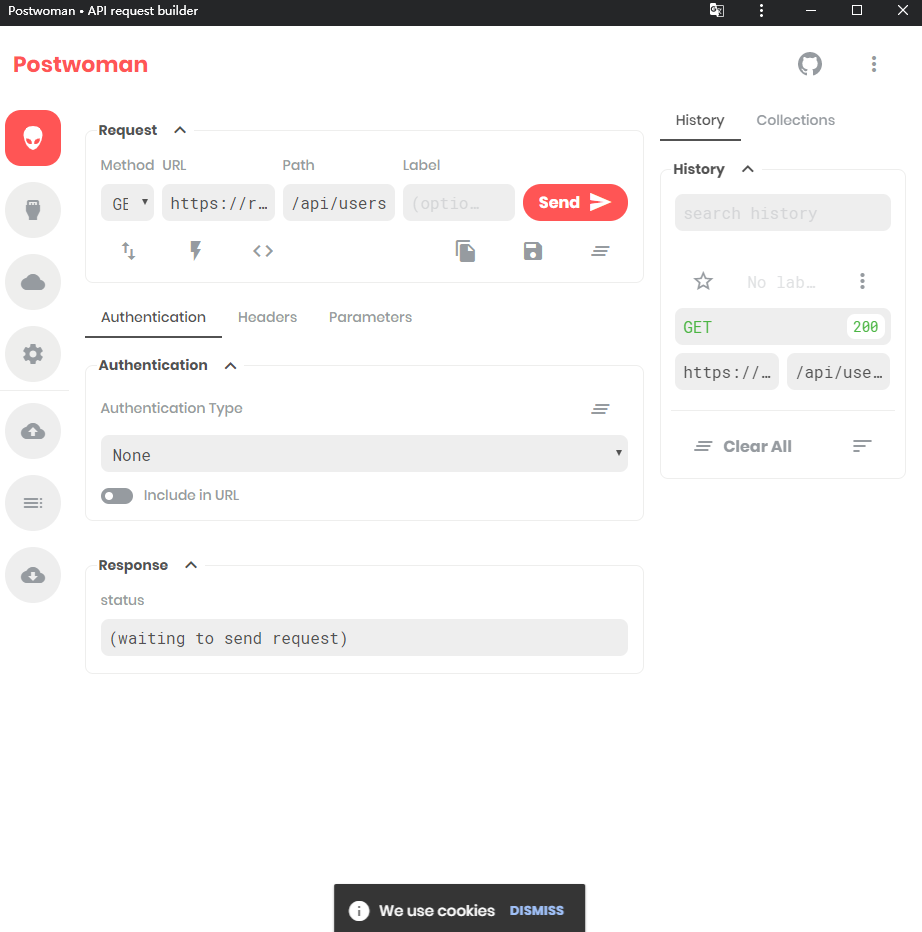 Postwoman • API request builder
Postwoman
History Collections
Request
Method URL Path Label
GE https://r… /api/users (optio… Send
Authentication Headers Parameters
Authentication
Authentication Type
None
Include in URL
Response
status
(waiting to send request)
History
search history
No lab…
GET 200
https://… /api/use…
Clear All
We use cookies DISMISS